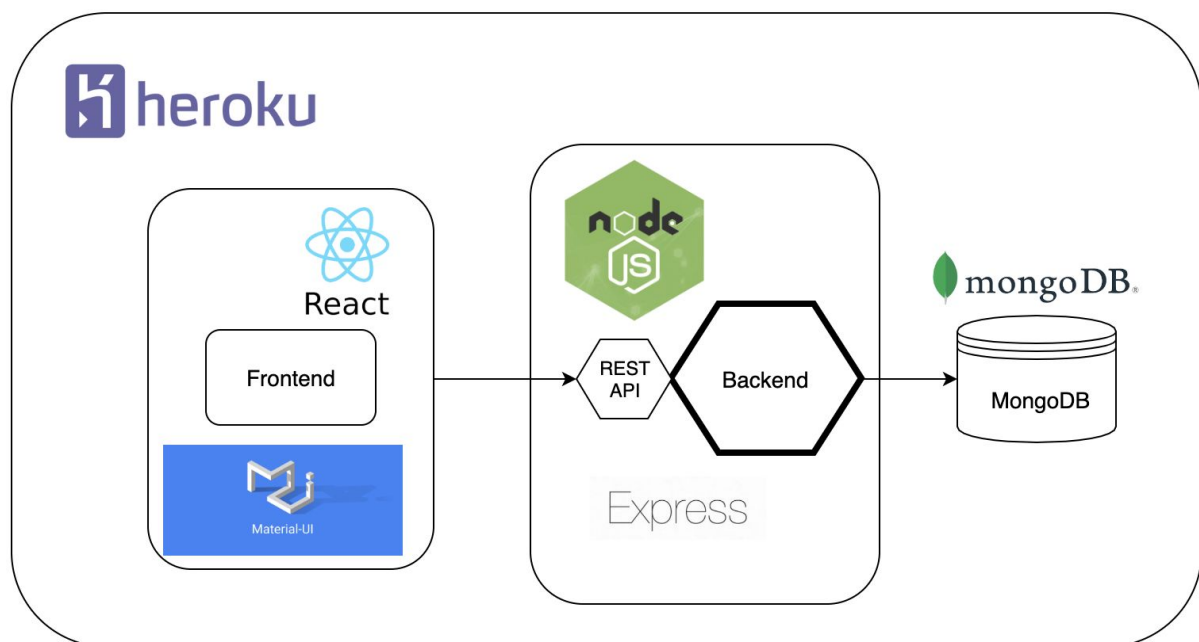 heroku
React
Frontend
Material-UI
node
JS
REST
API
Backend
Express
mongoDB®
MongoDB